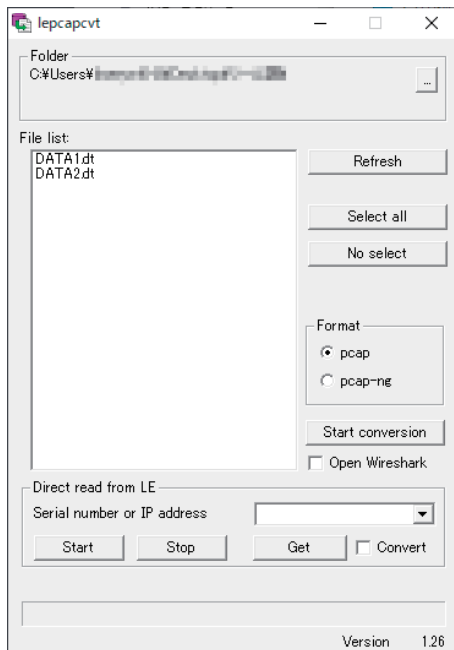 lepcapcvt
Folder
C:¥Users¥
...
File list:
DATA1.dt
DATA2.dt
Refresh
Select all
No select
Format
pcap
pcap-ng
Start conversion
Open Wireshark
Direct read from LE
Serial number or IP address
Start Stop Get Convert
Version 1.26